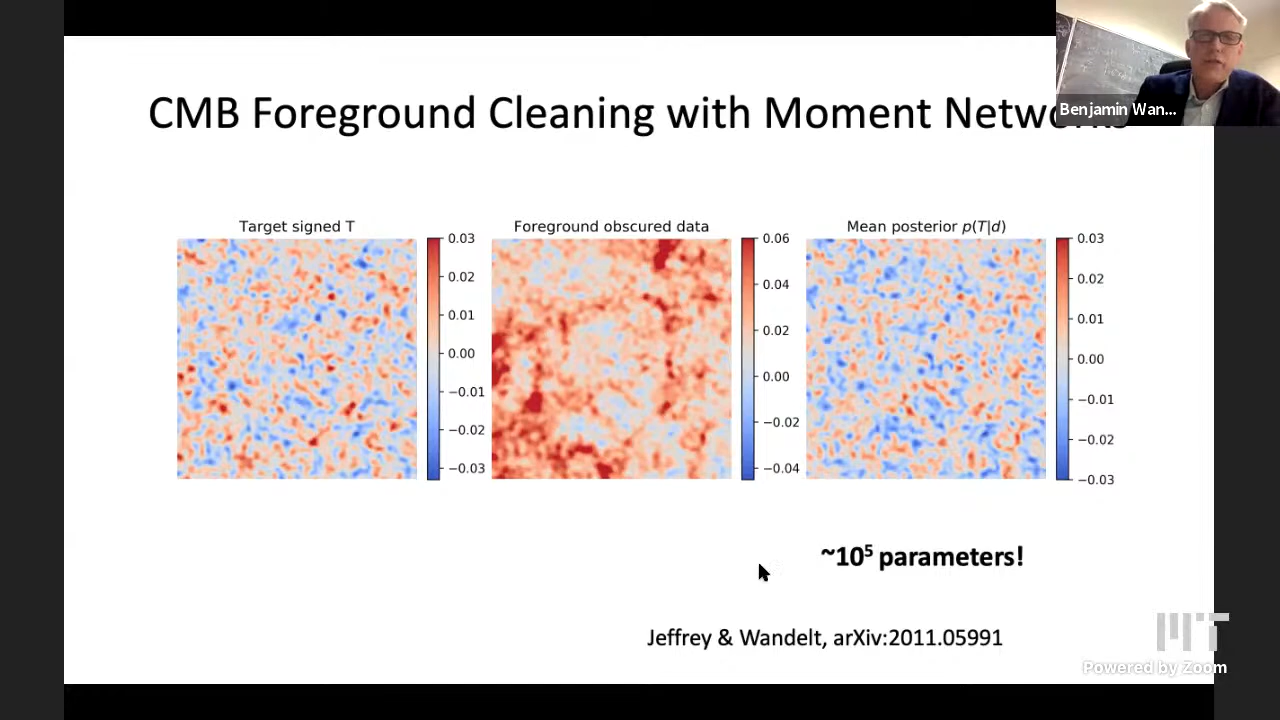 CMB Foreground Cleaning with Moment
Benjamin Wan...
Target signed T
Foreground obscured data
Mean posterior p(T|d)
0.03
0.02
0.01
0.00
−0.01
−0.02
−0.03
0.06
0.04
0.02
0.00
−0.02
−0.04
0.03
0.02
0.01
0.00
−0.01
−0.02
−0.03
~10⁵ parameters!
Jeffrey & Wandelt, arXiv:2011.05991
MIT
Powered by Zoom